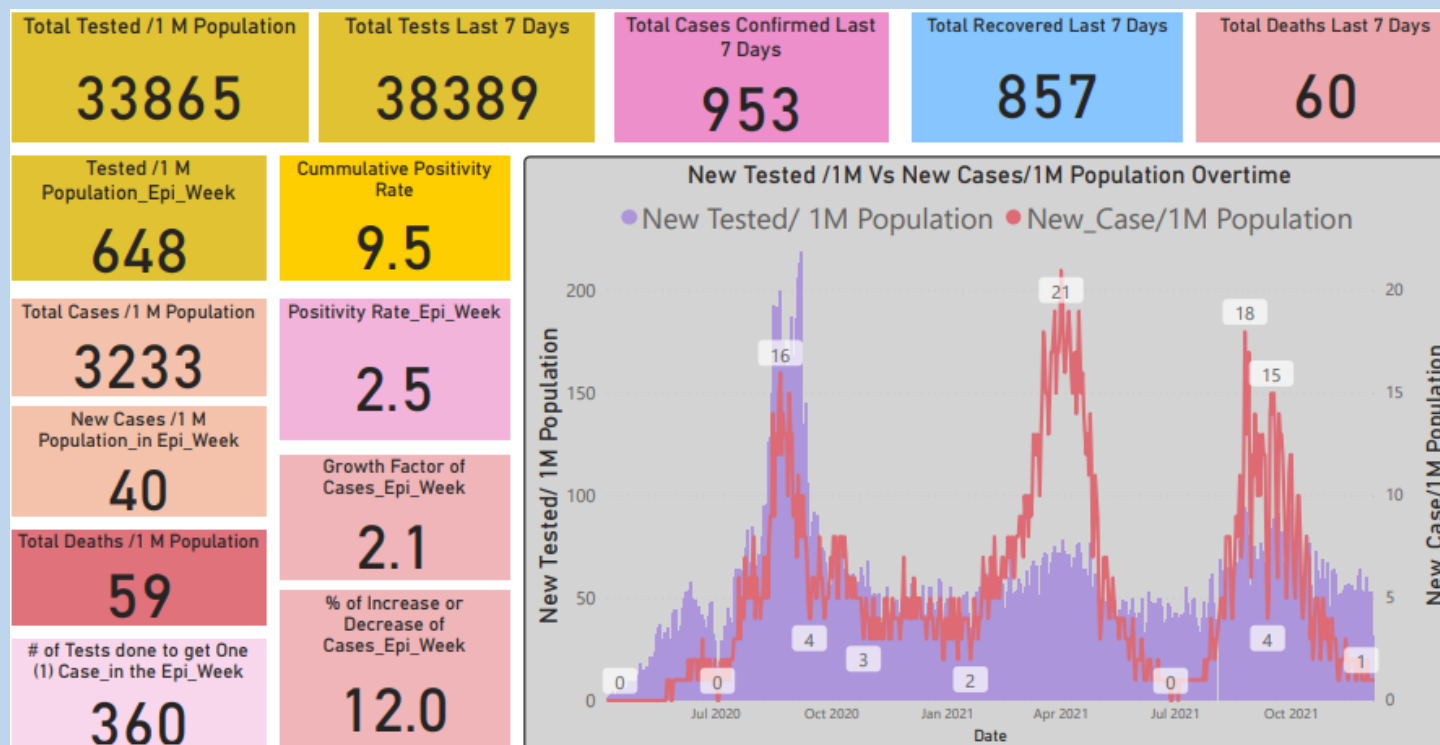 Total Tested /1 M Population
33865
Total Tests Last 7 Days
38389
Total Cases Confirmed Last
7 Days
953
Total Recovered Last 7 Days
857
Total Deaths Last 7 Days
60
Tested /1 M
Population_Epi_Week
648
Cummulative Positivity
Rate
9.5
Total Cases /1 M Population
3233
Positivity Rate_Epi_Week
2.5
New Cases /1 M
Population_in Epi_Week
40
Growth Factor of
Cases_Epi_Week
2.1
Total Deaths /1 M Population
59
% of Increase or
Decrease of
Cases_Epi_Week
12.0
# of Tests done to get One
(1) Case_in the Epi_Week
360
New Tested /1M Vs New Cases/1M Population Overtime
New Tested/ 1M Population
New_Case/1M Population
New Tested/ 1M Population
200
150
100
50
0
0
0
16
4
3
2
21
0
18
15
4
1
20
15
10
5
0
New_Case/1M Population
Jul 2020
Oct 2020
Jan 2021
Apr 2021
Jul 2021
Oct 2021
Date